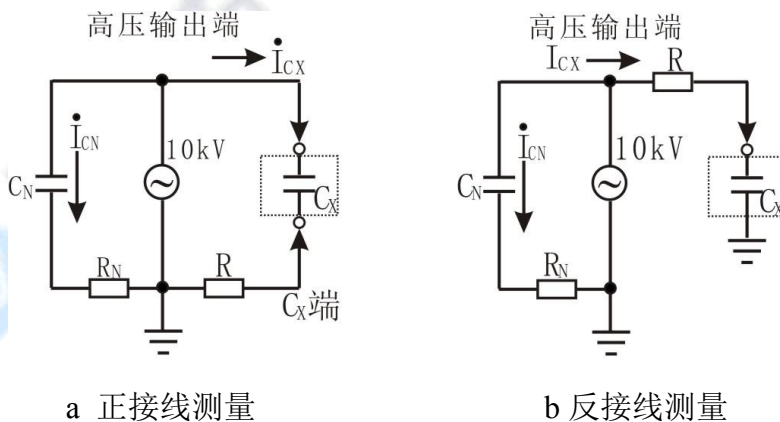 高压输出端
İCX
İCN
10kV
CN
CX
RN
R
CX端
a 正接线测量
高压输出端
ICX
R
İCN
10kV
CN
CX
RN
b 反接线测量